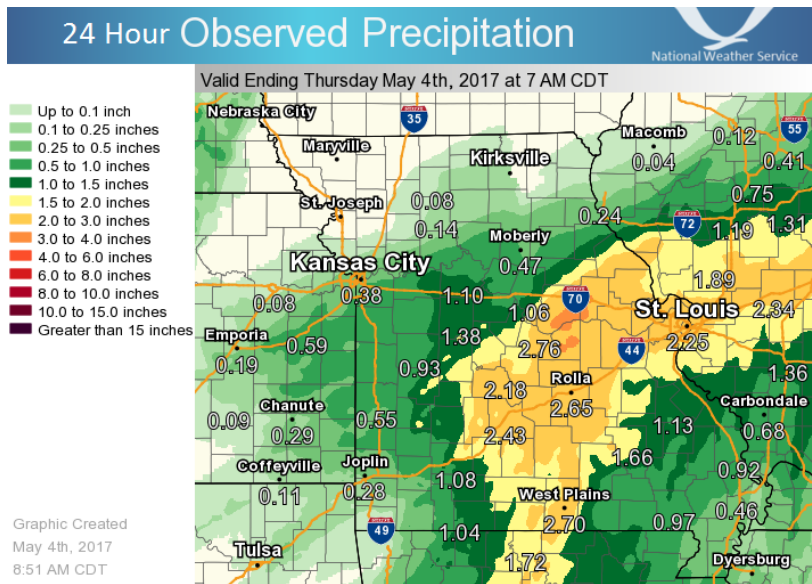 24 Hour Observed Precipitation
National Weather Service
Valid Ending Thursday May 4th, 2017 at 7 AM CDT
Up to 0.1 inch
0.1 to 0.25 inches
0.25 to 0.5 inches
0.5 to 1.0 inches
1.0 to 1.5 inches
1.5 to 2.0 inches
2.0 to 3.0 inches
3.0 to 4.0 inches
4.0 to 6.0 inches
6.0 to 8.0 inches
8.0 to 10.0 inches
10.0 to 15.0 inches
Greater than 15 inches
Nebraska City
35
Macomb
0.12
55
Maryville
Kirksville
0.04
0.41
St. Joseph
0.08
0.75
0.14
0.24
72
1.19
1.31
Moberly
Kansas City
0.47
1.89
0.08
0.38
1.10
70
1.06
St. Louis
2.34
Emporia
0.59
1.38
2.76
44
2.25
0.19
0.93
Rolla
1.36
2.18
2.65
Chanute
Carbondale
0.09
0.55
1.13
0.68
0.29
2.43
1.66
Coffeyville
Joplin
0.92
0.11
0.28
1.08
West Plains
0.46
49
1.04
2.70
0.97
Tulsa
1.72
Dyersburg
Graphic Created
May 4th, 2017
8:51 AM CDT